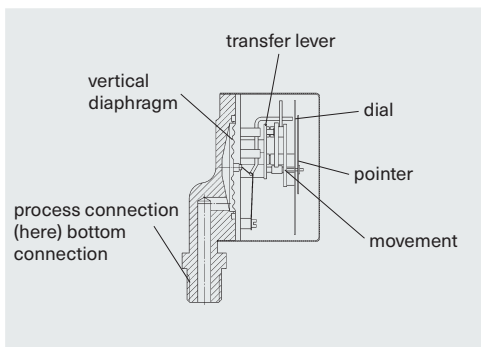 transfer lever
vertical
diaphragm
dial
pointer
process connection
(here) bottom
connection
movement